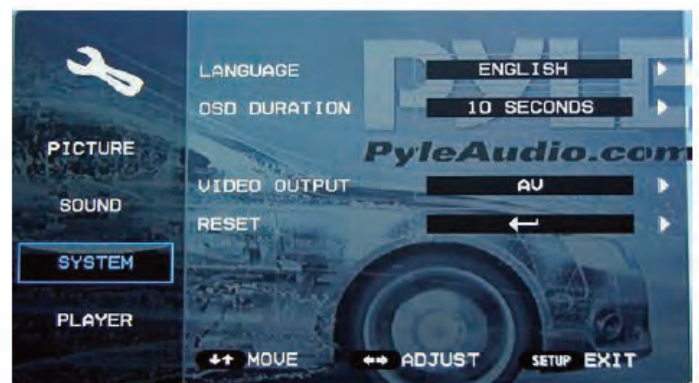 PYLE
LANGUAGE ENGLISH
OSD DURATION 10 SECONDS
PICTURE
PyleAudio.com
VIDEO OUTPUT AV
SOUND
RESET
SYSTEM
PLAYER
MOVE ADJUST SETUP EXIT